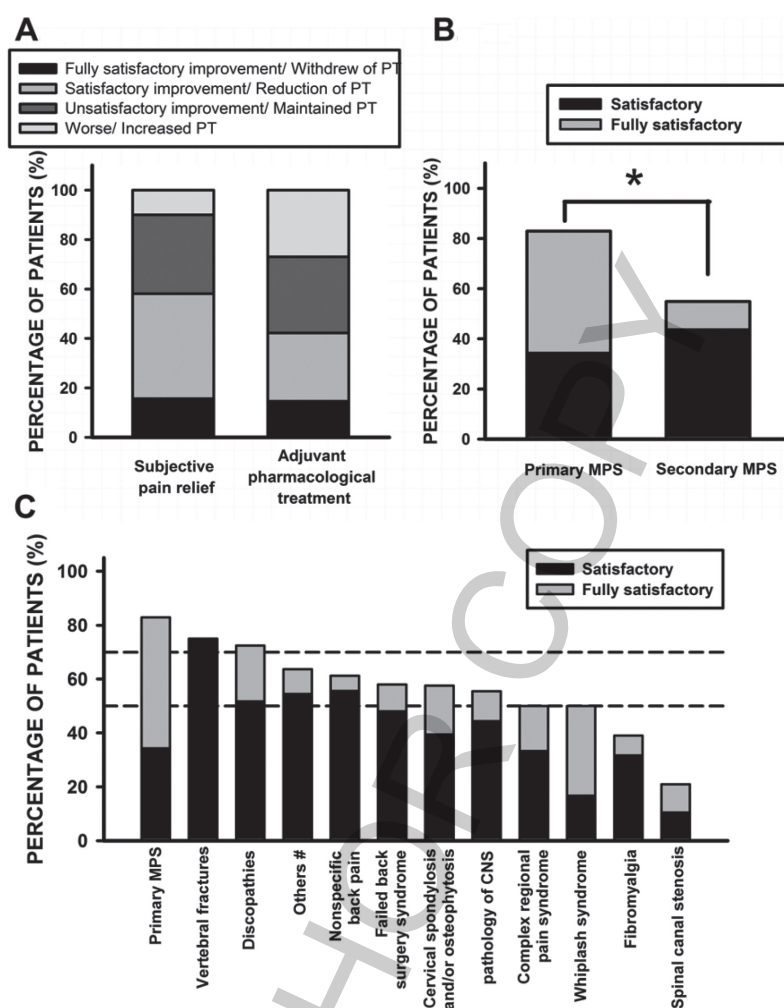 A
Fully satisfactory improvement/ Withdrew of PT
Satisfactory improvement/ Reduction of PT
Unsatisfactory improvement/ Maintained PT
Worse/ Increased PT
PERCENTAGE OF PATIENTS (%)
100
80
60
40
20
0
Subjective
pain relief
Adjuvant
pharmacological
treatment
B
Satisfactory
Fully satisfactory
PERCENTAGE OF PATIENTS (%)
100
80
60
40
20
0
*
Primary MPS
Secondary MPS
C
Satisfactory
Fully satisfactory
PERCENTAGE OF PATIENTS (%)
100
80
60
40
20
0
Primary MPS
Vertebral fractures
Discopathies
Others #
Nonspecific
back pain
Failed back
surgery syndrome
Cervical spondylosis
and/or osteophytosis
pathology of CNS
Complex regional
pain syndrome
Whiplash syndrome
Fibromyalgia
Spinal canal stenosis
HOR COPY